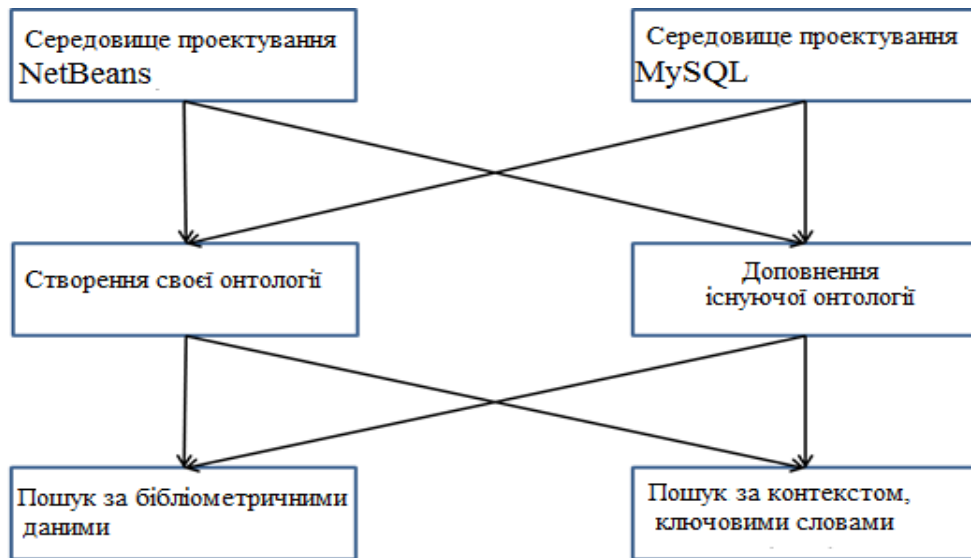 Середовище проектування
NetBeans
Середовище проектування
MySQL
Створення своєї онтології
Доповнення
існуючої онтології
Пошук за бібліометричними
даними
Пошук за контекстом,
ключовими словами